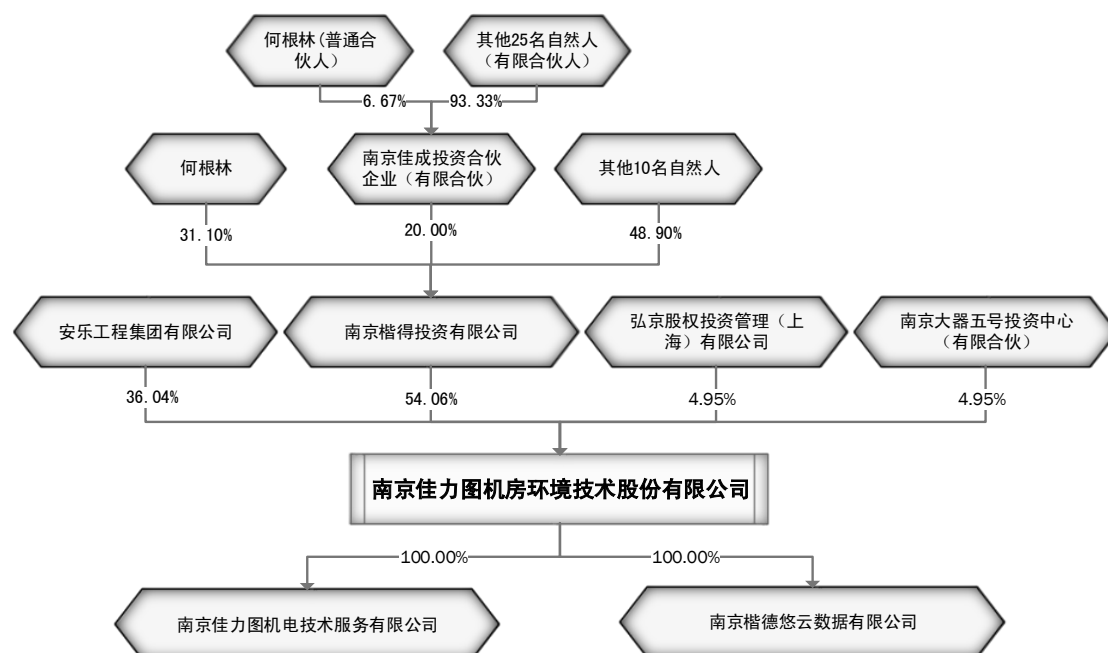 何根林(普通合
伙人）
其他25名自然人
（有限合伙人）
6.67%
93.33%
何根林
南京佳成投资合伙
企业（有限合伙）
其他10名自然人
31.10%
20.00%
48.90%
安乐工程集团有限公司
南京楷得投资有限公司
弘京股权投资管理（上
海）有限公司
南京大器五号投资中心
（有限合伙）
36.04%
54.06%
4.95%
4.95%
南京佳力图机房环境技术股份有限公司
100.00%
100.00%
南京佳力图机电技术服务有限公司
南京楷德悠云数据有限公司